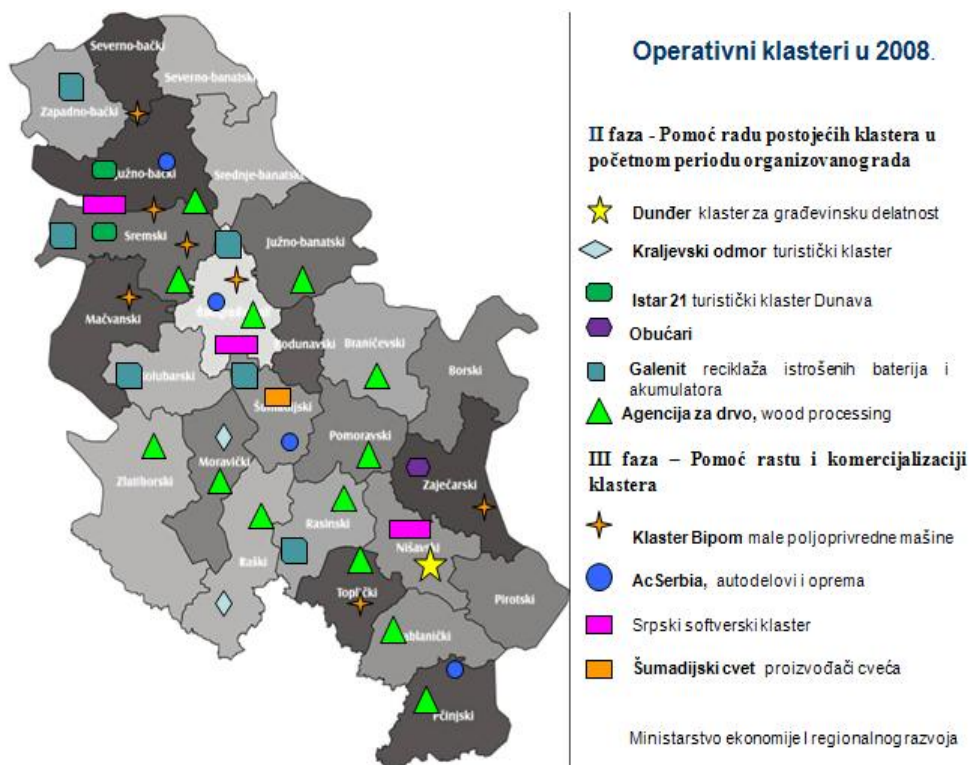 Severno-bački
Severno-banatski
Zapadno-bački
Južno-bački
Srednje-banatski
Sremski
Južno-banatski
Mačvanski
Podunavski
Braničevski
Borski
Kolubarski
Šumadijski
Zlatiborski
Moravički
Pomoravski
Zaječarski
Raški
Rasinski
Nišavski
Toplički
Pirotski
Jablanički
Pčinjski
Operativni klasteri u 2008.
II faza - Pomoć radu postojećih klastera u
početnom periodu organizovanog rada
Dunđer klaster za građevinsku delatnost
Kraljevski odmor turistički klaster
Istar 21 turistički klaster Dunava
Obućari
Galenit reciklaža istrošenih baterija i
akumulatora
Agencija za drvo, wood processing
III faza – Pomoć rastu i komercijalizaciji
klastera
Klaster Bipom male poljoprivredne mašine
AcSerbia, autodelovi i oprema
Srpski softverski klaster
Šumadijski cvet proizvođači cveća
Ministarstvo ekonomije I regionalnog razvoja